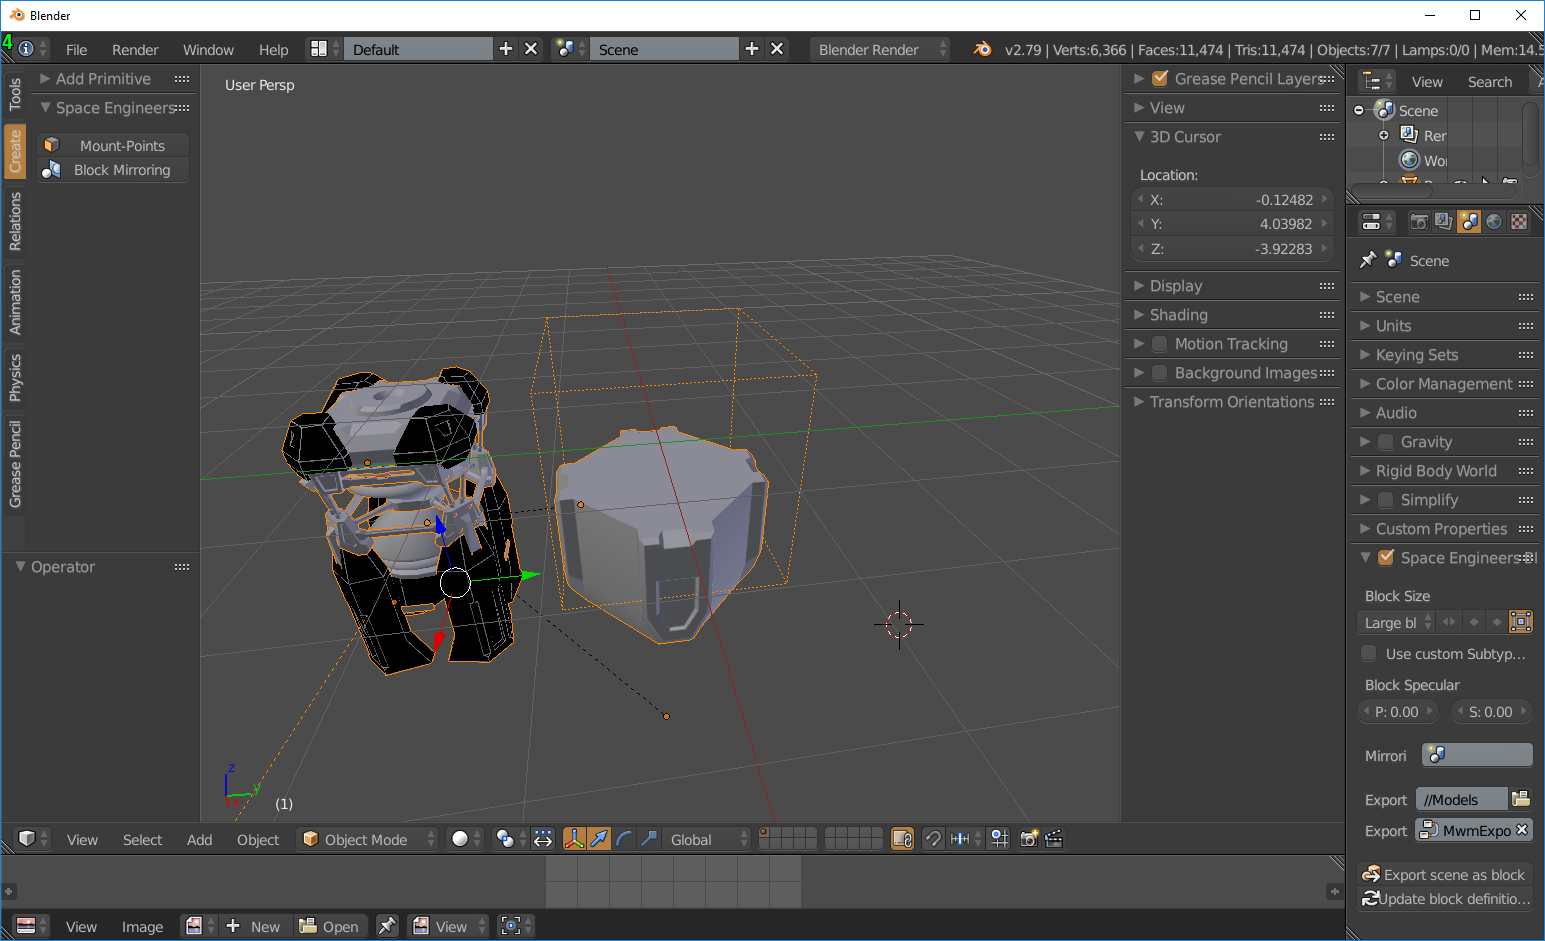 Blender
4
File Render Window Help Default Scene Blender Render v2.79 | Verts:6,366 | Faces:11,474 | Tris:11,474 | Objects:7/7 | Lamps:0/0 | Mem:14.5
Tools
Create
Relations
Animation
Physics
Grease Pencil
Add Primitive
Space Engineers
Mount-Points
Block Mirroring
Operator
User Persp
(1)
Z
Y
X
Grease Pencil Layers
View
3D Cursor
Location:
X: -0.12482
Y: 4.03982
Z: -3.92283
Display
Shading
Motion Tracking
Background Images
Transform Orientations
View Search
Scene
Rer
Wor
Scene
Scene
Units
Keying Sets
Color Management
Audio
Gravity
Rigid Body World
Simplify
Custom Properties
Space Engineers
Block Size
Large bl
Use custom Subtyp...
Block Specular
P: 0.00 S: 0.00
Mirrori
Export //Models
Export MwmExpo
Export scene as block
Update block definitio...
View Select Add Object Object Mode Global
View Image New Open View